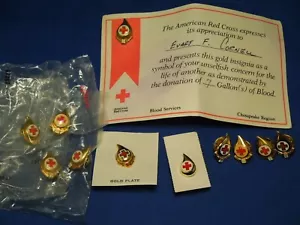 The American Red Cross expresses
its appreciation to
Evart F. Cornell
and presents this gold insignia as a
symbol of your unselfish concern for the
life of another as demonstrated by
the donation of 7 Gallon(s) of Blood.
American
Red Cross
Blood Services
Chesapeake Region
GOLD PLATE